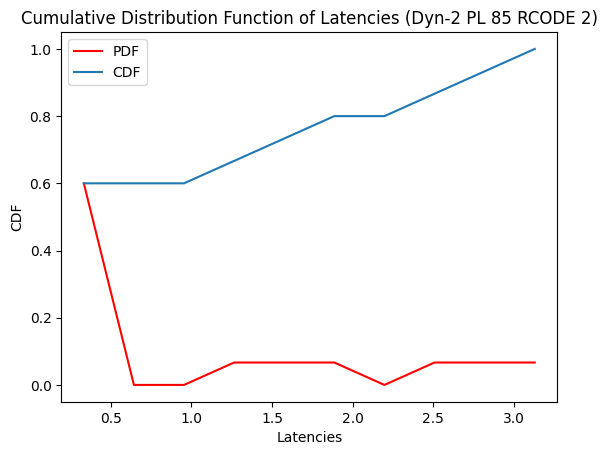 Cumulative Distribution Function of Latencies (Dyn-2 PL 85 RCODE 2)
PDF
CDF
1.0
0.8
0.6
0.4
0.2
0.0
CDF
0.5
1.0
1.5
2.0
2.5
3.0
Latencies